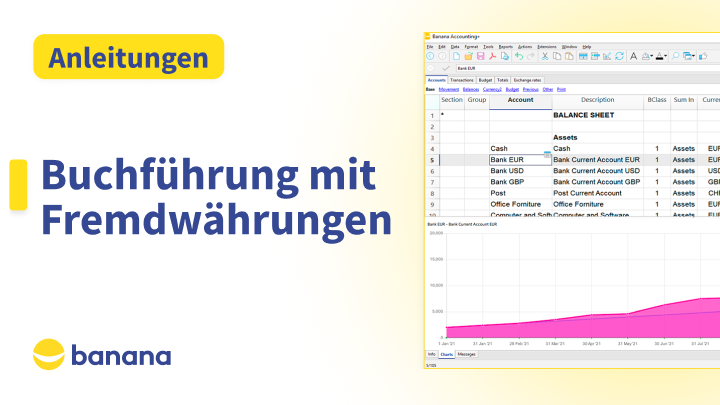 Anleitungen
Buchführung mit
Fremdwährungen
banana
Banana Accounting+
File Edit Data Format Tools Reports Actions Extensions Window Help
Bank EUR
Accounts Transactions Budget Totals Exchange rates
Base Movement Balances Currency1 Budget Previous Other Print
Section Group Account Description BClass Sum In Curren
1 * BALANCE SHEET
2
3 Assets
4 Cash Cash 1 Assets EUR
5 Bank EUR Bank Current Account EUR 1 Assets EUR
6 Bank USD Bank Current Account USD 1 Assets USD
7 Bank GBP Bank Current Account GBP 1 Assets GBP
8 Post Post Current Account 1 Assets CHF
9 Office Forniture Office Forniture 1 Assets EUR
10 Computer and Soft Computer and Software 1 Assets EUR
Bank EUR - Bank Current Account EUR
20,000
15,000
10,000
5,000
0
1 Jan '21 31 Jan '21 28 Feb '21 31 Mar '21 30 Apr '21 31 May '21 30 Jun '21 31 Jul '21
Info Charts Messages
5/105